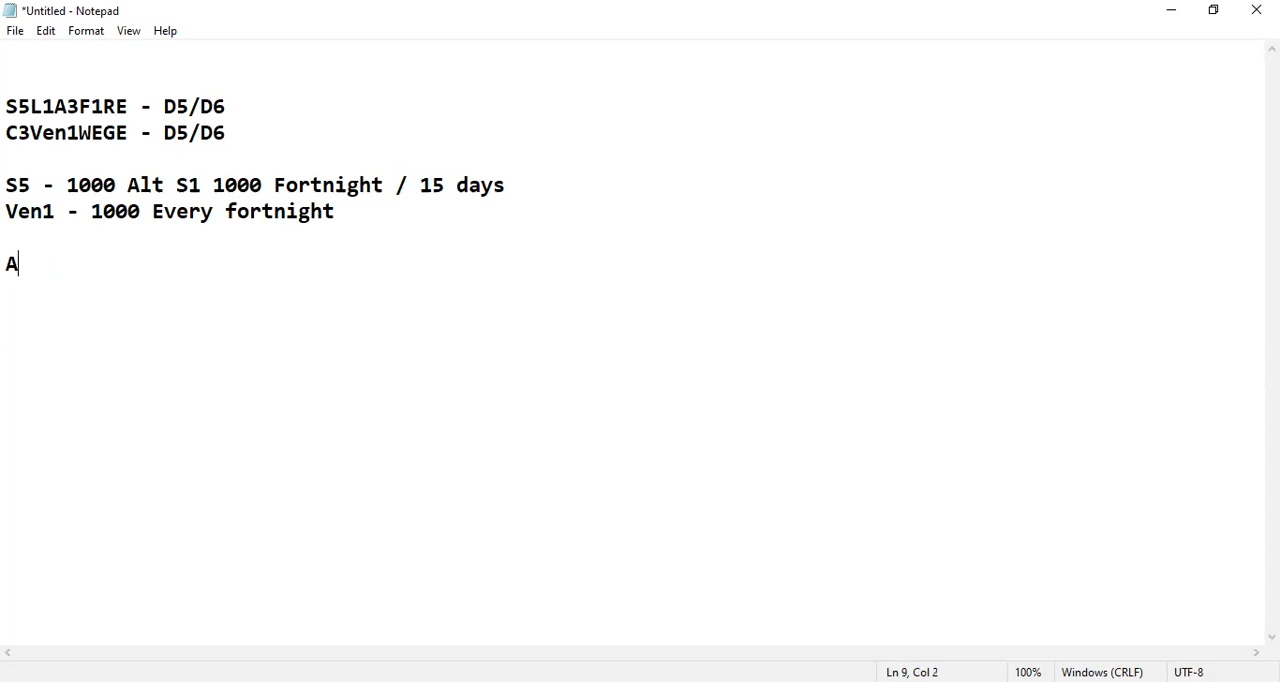 *Untitled - Notepad
File Edit Format View Help
S5L1A3F1RE - D5/D6
C3Ven1WEGE - D5/D6
S5 - 1000 Alt S1 1000 Fortnight / 15 days
Ven1 - 1000 Every fortnight
A
Ln 9, Col 2 100% Windows (CRLF) UTF-8